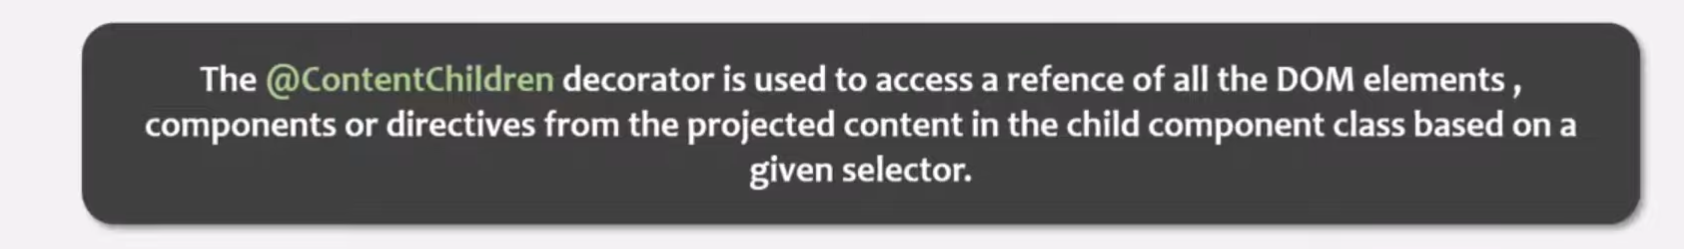 The @ContentChildren decorator is used to access a refence of all the DOM elements ,
components or directives from the projected content in the child component class based on a
given selector.